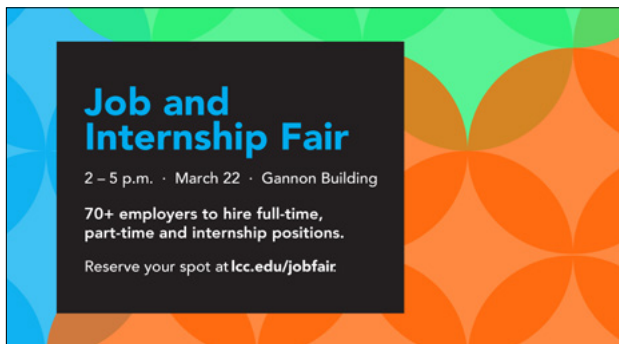 Job and
Internship Fair
2 – 5 p.m. · March 22 · Gannon Building
70+ employers to hire full-time,
part-time and internship positions.
Reserve your spot at lcc.edu/jobfair.